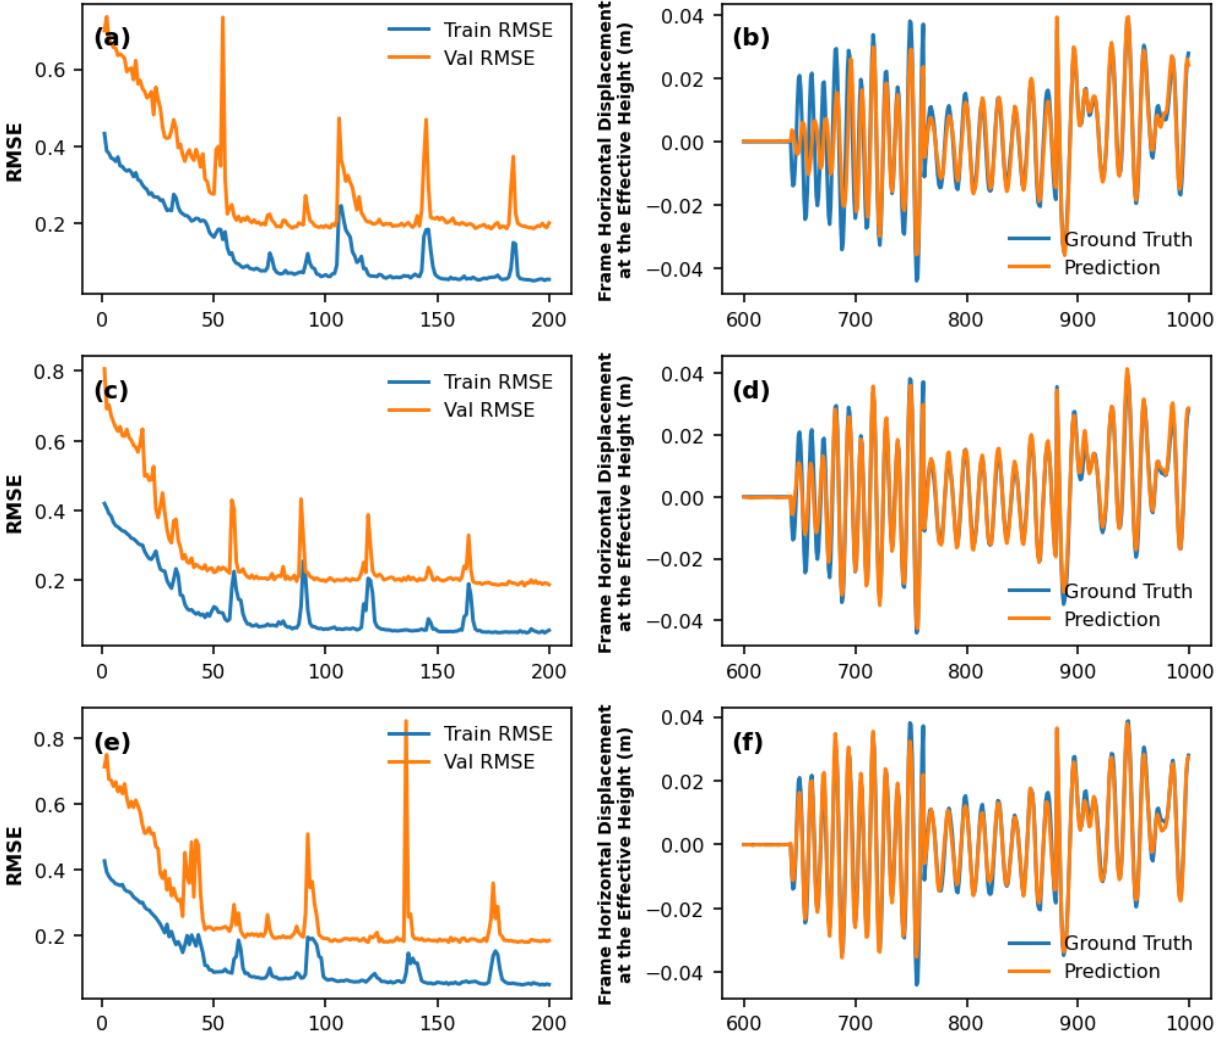 (a)
Train RMSE
Val RMSE
RMSE
0.6
0.4
0.2
0
50
100
150
200
(b)
Frame Horizontal Displacement
at the Effective Height (m)
0.04
0.02
0.00
−0.02
−0.04
Ground Truth
Prediction
600
700
800
900
1000
(c)
Train RMSE
Val RMSE
RMSE
0.8
0.6
0.4
0.2
0
50
100
150
200
(d)
Frame Horizontal Displacement
at the Effective Height (m)
0.04
0.02
0.00
−0.02
−0.04
Ground Truth
Prediction
600
700
800
900
1000
(e)
Train RMSE
Val RMSE
RMSE
0.8
0.6
0.4
0.2
0
50
100
150
200
(f)
Frame Horizontal Displacement
at the Effective Height (m)
0.04
0.02
0.00
−0.02
−0.04
Ground Truth
Prediction
600
700
800
900
1000